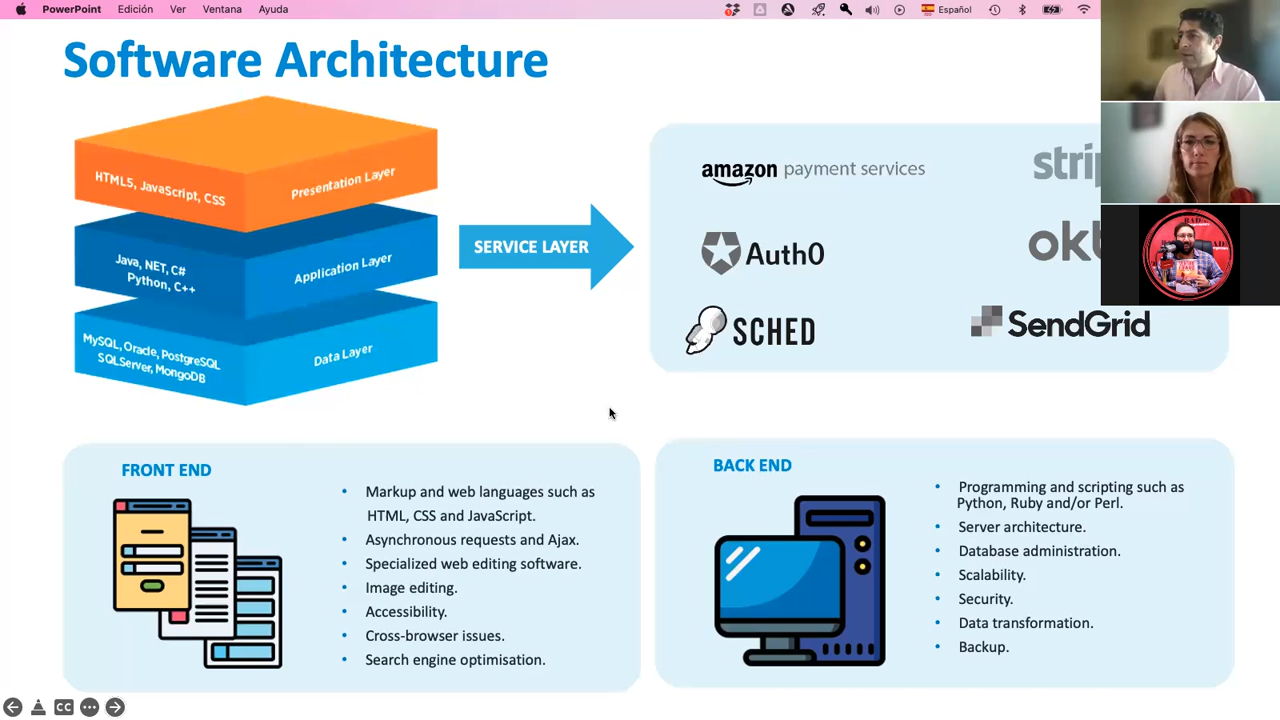 PowerPoint Edición Ver Ventana Ayuda Español
Software Architecture
HTML5, JavaScript, CSS
Presentation Layer
Java, NET, C#
Python, C++
Application Layer
MySQL, Oracle, PostgreSQL
SQLServer, MongoDB
Data Layer
SERVICE LAYER
amazon payment services
strip
Auth0
okt
SCHED
SendGrid
FRONT END
• Markup and web languages such as
HTML, CSS and JavaScript.
• Asynchronous requests and Ajax.
• Specialized web editing software.
• Image editing.
• Accessibility.
• Cross-browser issues.
• Search engine optimisation.
BACK END
• Programming and scripting such as
Python, Ruby and/or Perl.
• Server architecture.
• Database administration.
• Scalability.
• Security.
• Data transformation.
• Backup.
CC